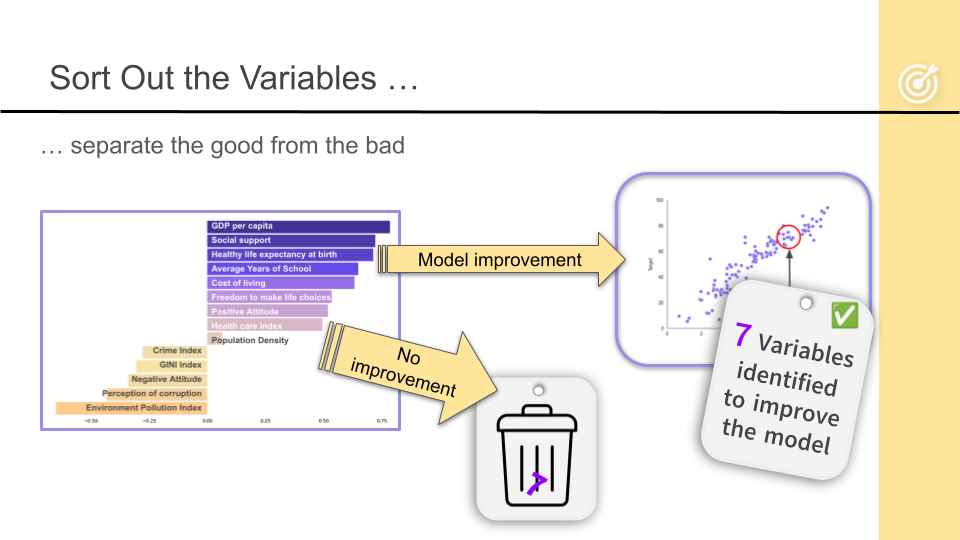 Sort Out the Variables …
… separate the good from the bad
GDP per capita
Social support
Healthy life expectancy at birth
Average Years of School
Cost of living
Freedom to make life choices
Positive Attitude
Health care Index
Population Density
Crime Index
GINI Index
Negative Attitude
Perception of corruption
Environment Pollution Index
−0.50 −0.25 0.00 0.25 0.50 0.75
Model improvement
No
improvement
7
100
80
60
40
20
0
Target
2
7 Variables
identified
to improve
the model